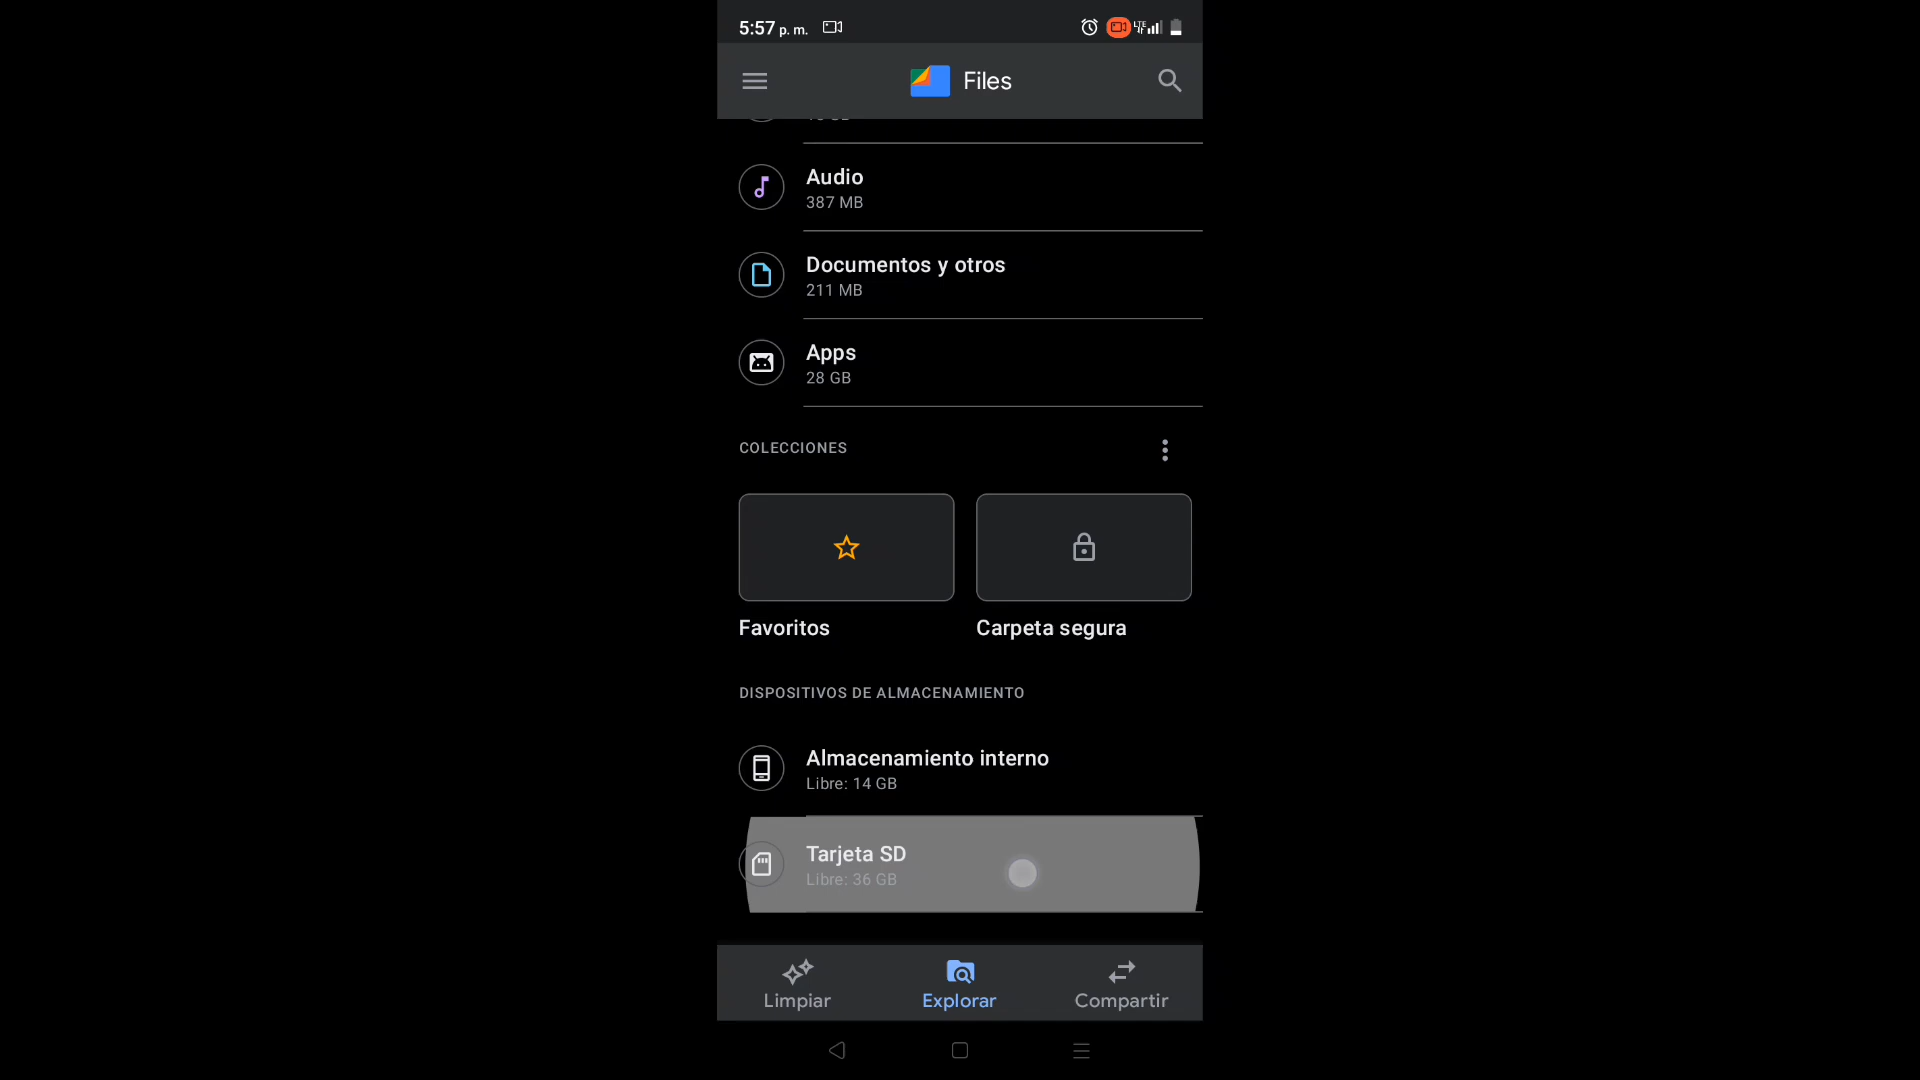 5:57 p. m.
LTE
Files
Audio
387 MB
Documentos y otros
211 MB
Apps
28 GB
COLECCIONES
Favoritos
Carpeta segura
DISPOSITIVOS DE ALMACENAMIENTO
Almacenamiento interno
Libre: 14 GB
Tarjeta SD
Libre: 36 GB
Limpiar
Explorar
Compartir